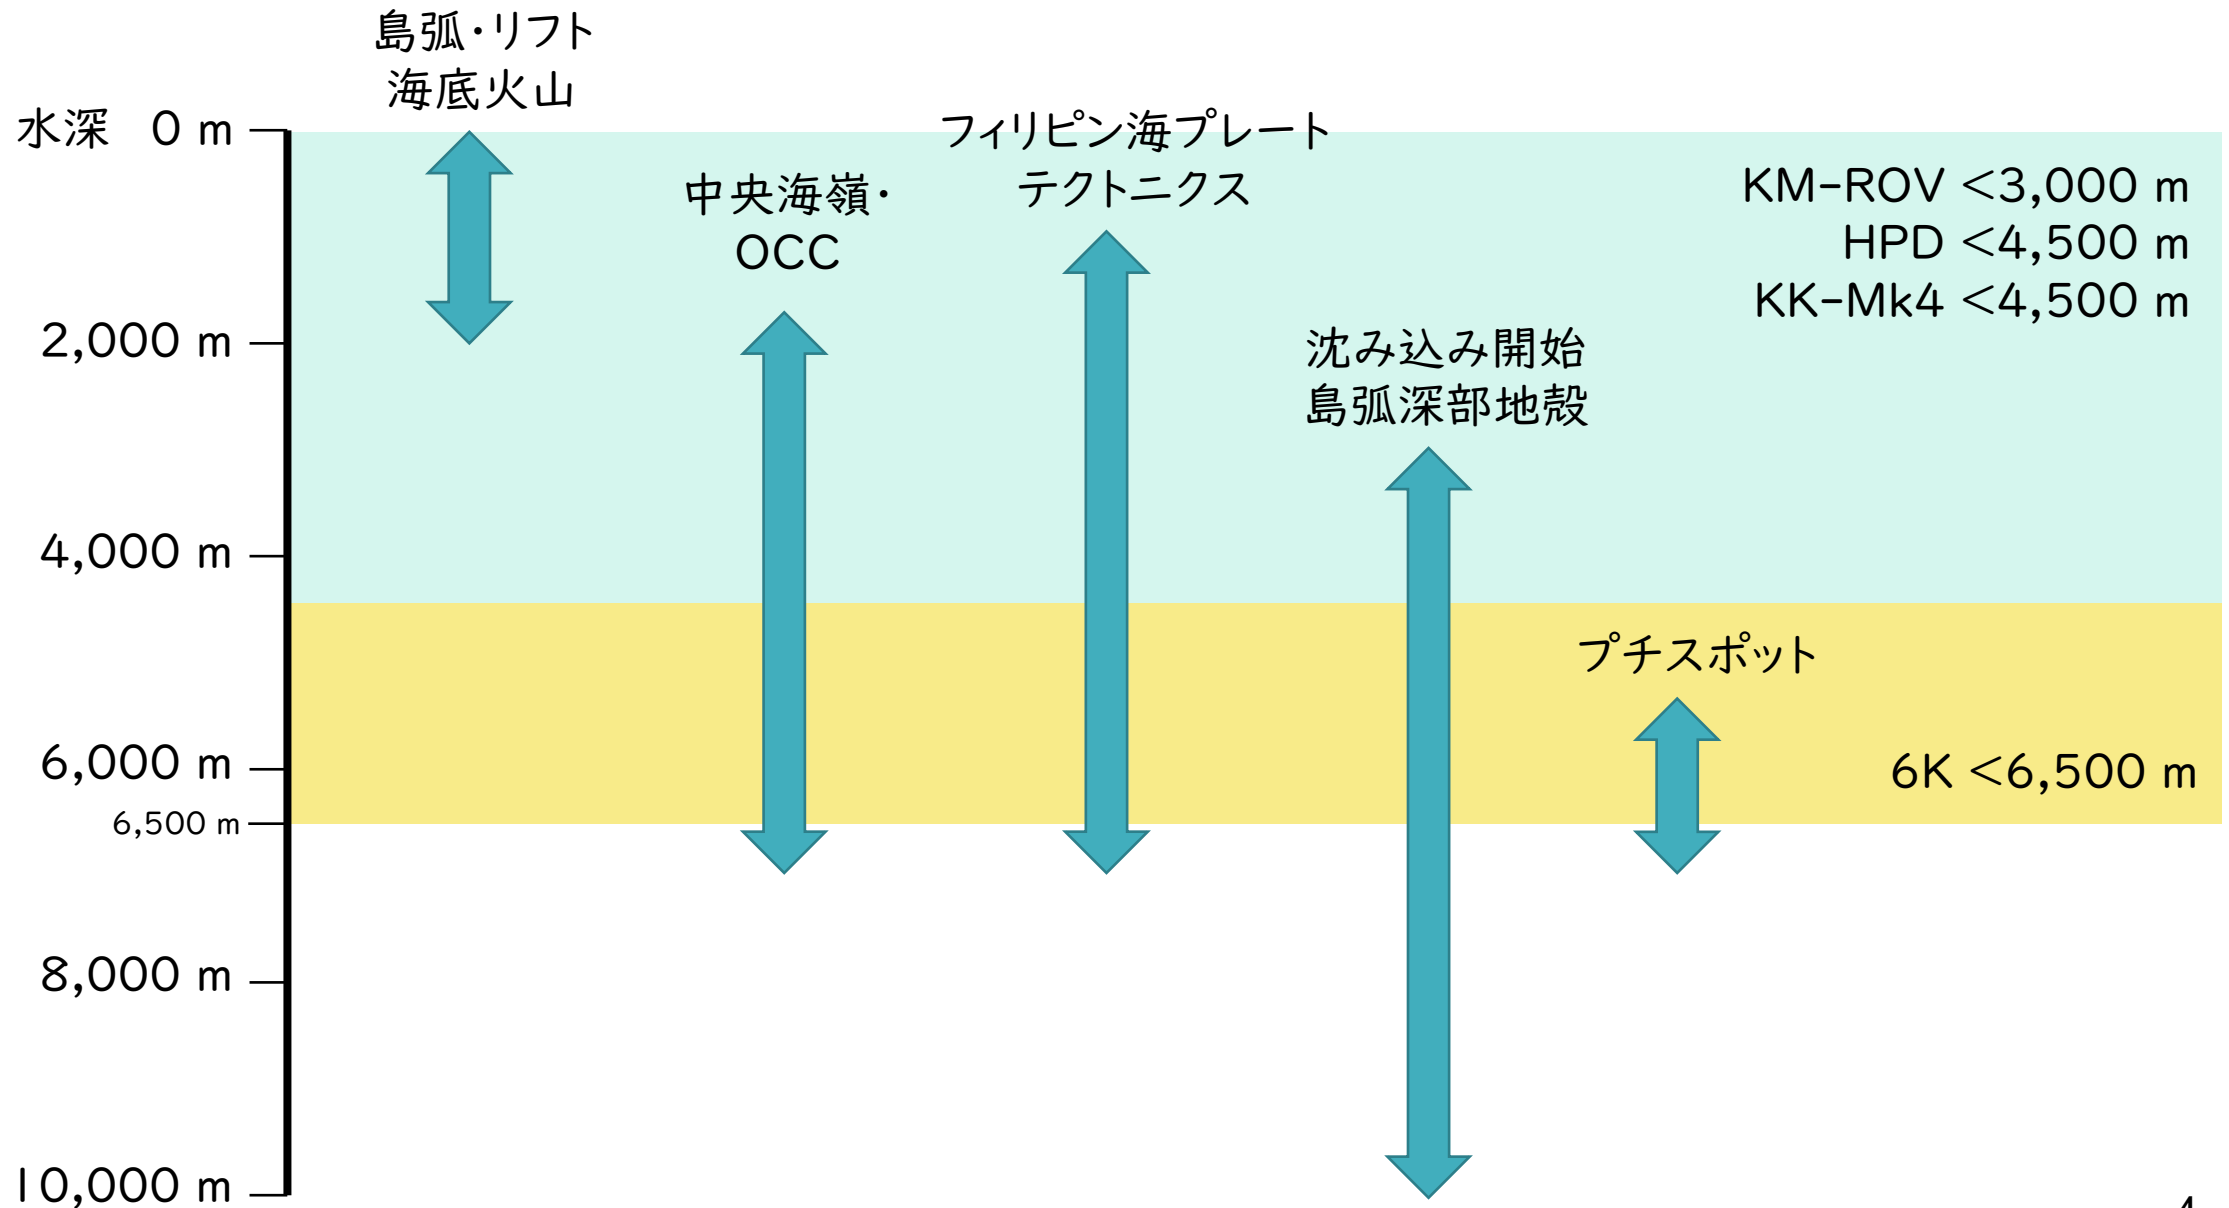 島弧・リフト
海底火山
水深 0 m
フィリピン海プレート
テクトニクス
中央海嶺・
OCC
KM-ROV <3,000 m
HPD <4,500 m
KK-Mk4 <4,500 m
2,000 m
沈み込み開始
島弧深部地殻
4,000 m
プチスポット
6,000 m
6K <6,500 m
6,500 m
8,000 m
10,000 m
4